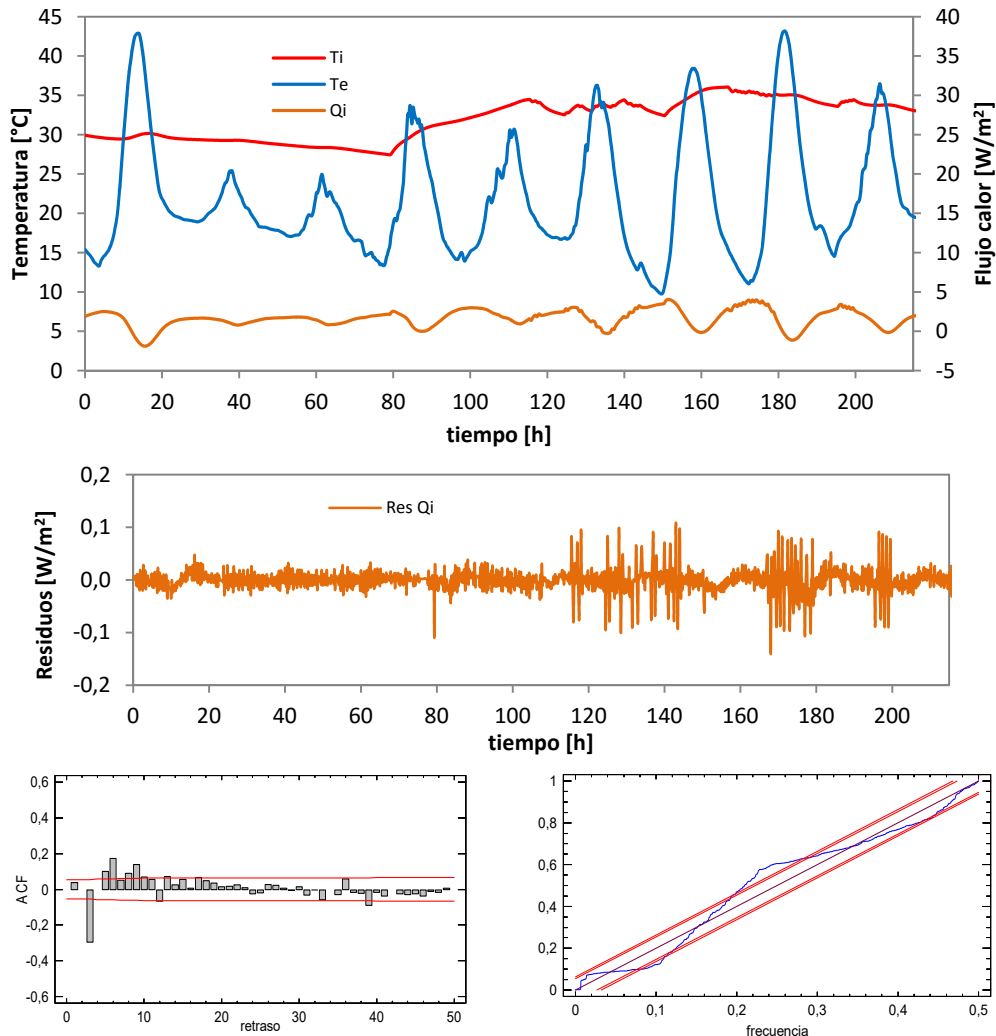 45
40
35
30
25
20
15
10
5
0
Temperatura [°C]
Ti
Te
Qi
40
35
30
25
20
15
10
5
0
-5
Flujo calor [W/m²]
0 20 40 60 80 100 120 140 160 180 200
tiempo [h]
0,2
0,1
0,0
-0,1
-0,2
Residuos [W/m²]
Res Qi
0 20 40 60 80 100 120 140 160 180 200
tiempo [h]
0,6
0,4
0,2
0
-0,2
-0,4
-0,6
ACF
0 10 20 30 40 50
retraso
1
0,8
0,6
0,4
0,2
0
0 0,1 0,2 0,3 0,4 0,5
frecuencia